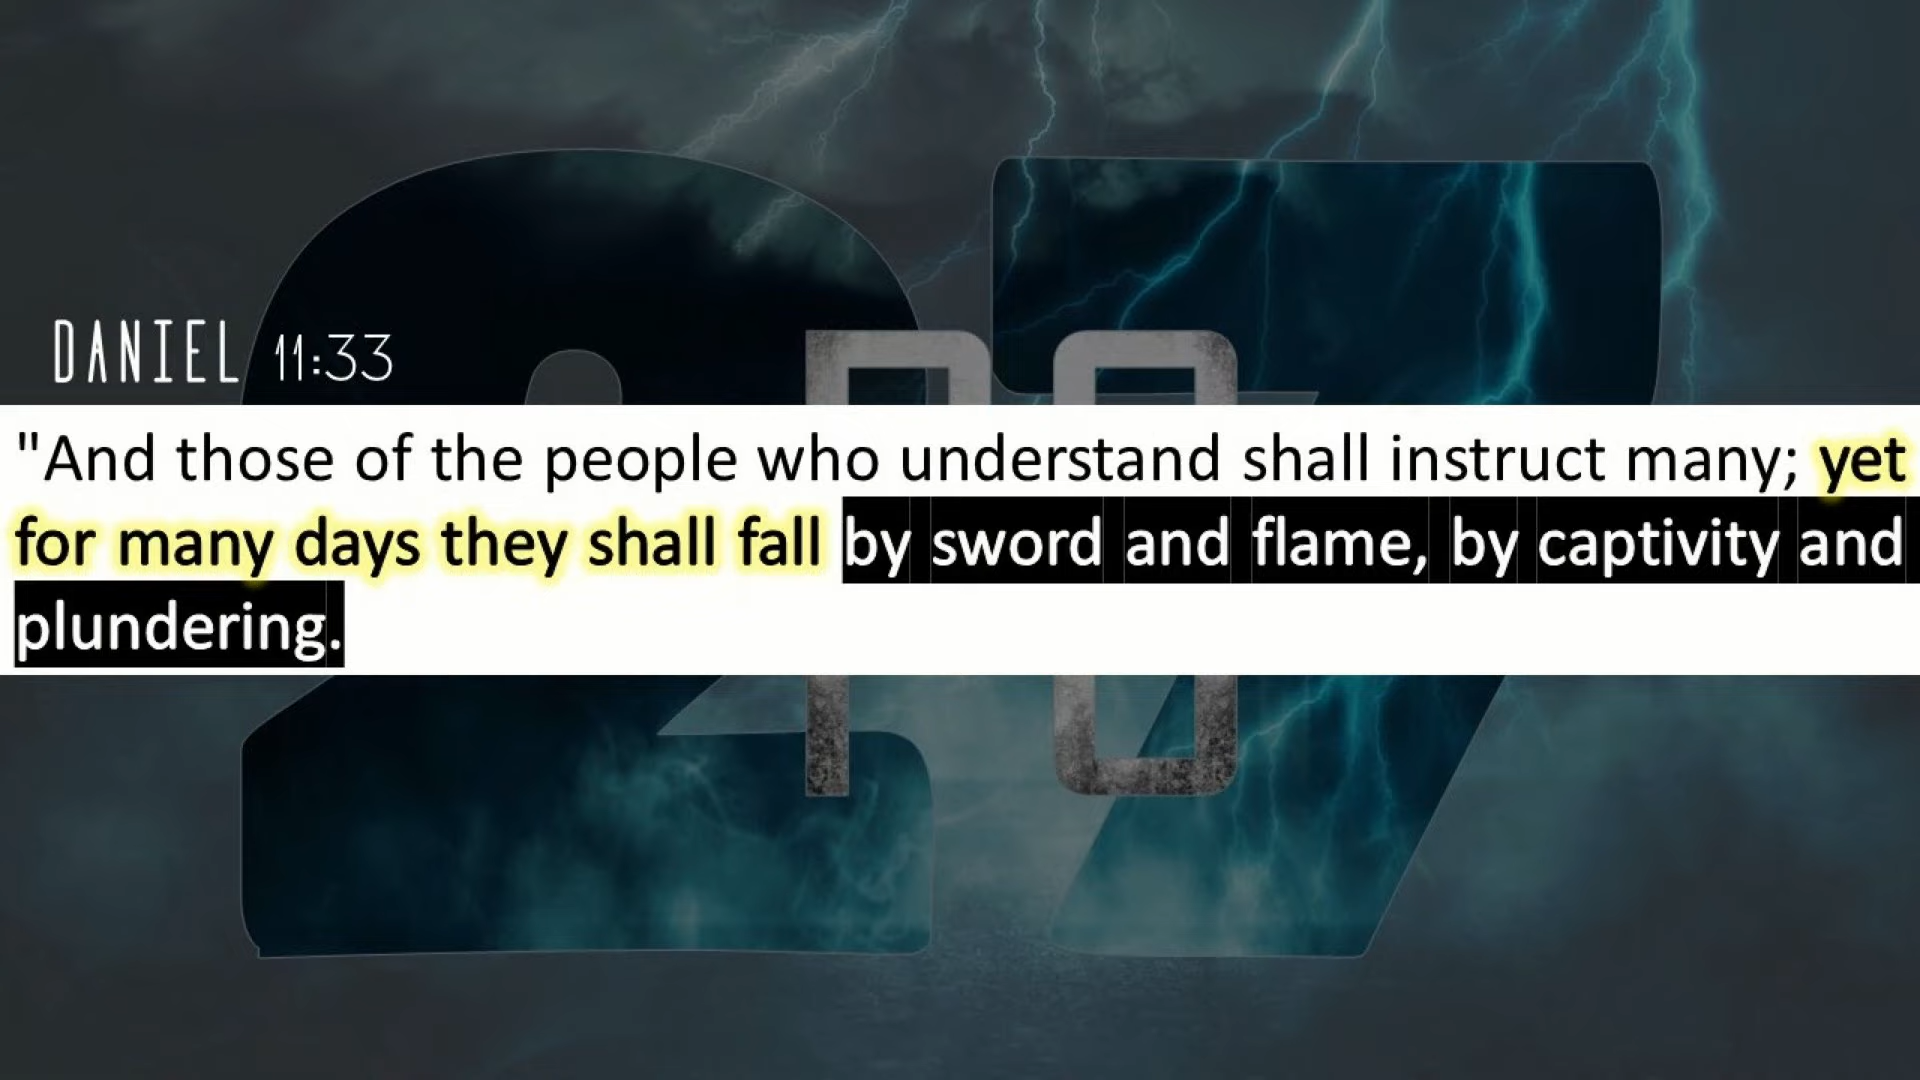 DANIEL 11:33
"And those of the people who understand shall instruct many; yet
for many days they shall fall by sword and flame, by captivity and
plundering.
27